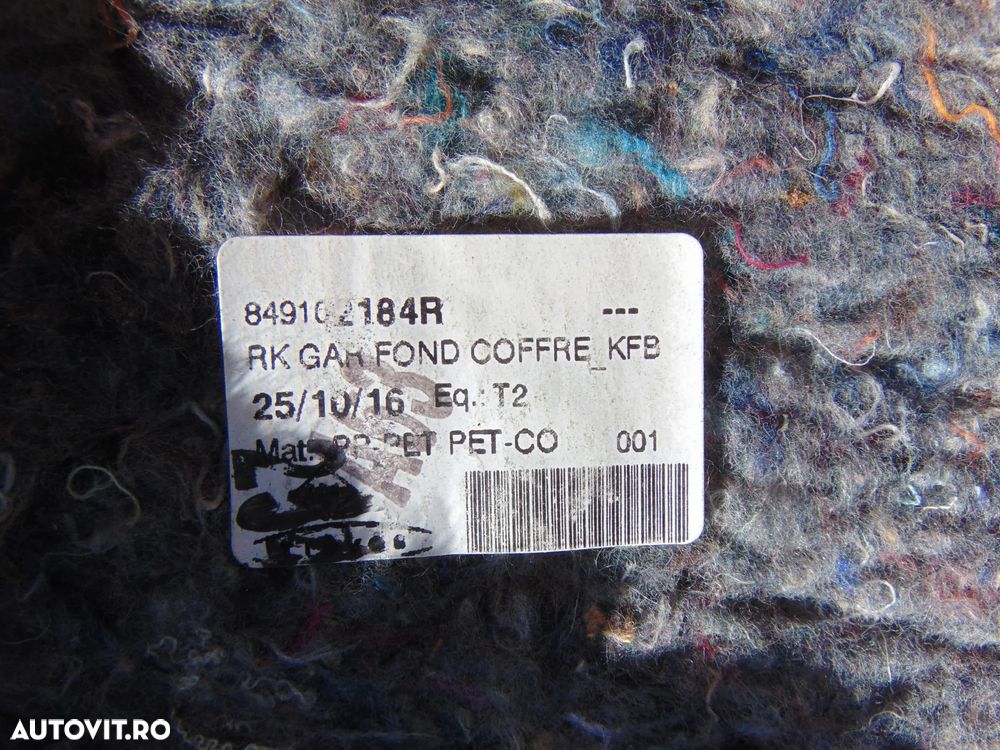 849102184R ---
RK GAR FOND COFFRE_KFB
25/10/16 Eq.: T2
Mat. PP-PET PET-CO 001
AUTOVIT.RO